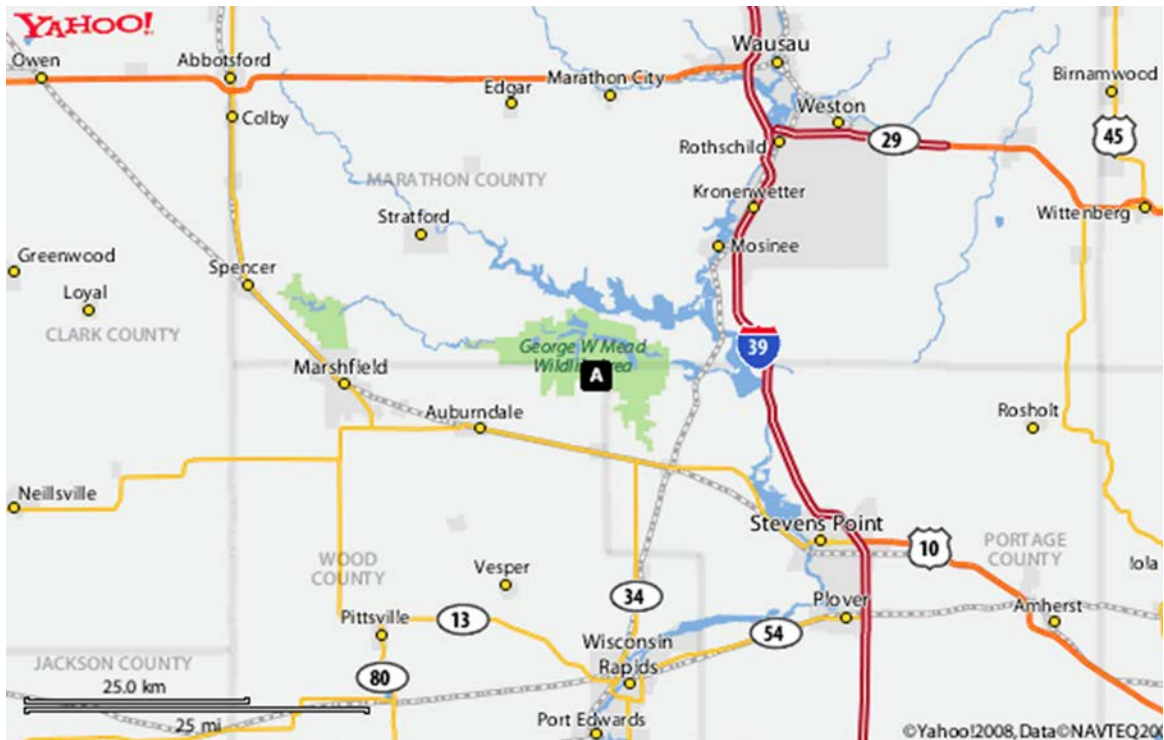 YAHOO!
Owen
Abbotsford
Colby
Edgar
Marathon City
Wausau
Weston
Birnamwood
45
29
Rothschild
MARATHON COUNTY
Kronenwetter
Stratford
Mosinee
Wittenberg
Greenwood
Loyal
Spencer
CLARK COUNTY
George W Mead
Wildlife Area
A
39
Marshfield
Auburndale
Rosholt
Neillsville
Stevens Point
10
PORTAGE
COUNTY
Iola
WOOD
COUNTY
Vesper
34
Plover
Amherst
Pittsville
13
54
Wisconsin
Rapids
JACKSON COUNTY
80
25.0 km
25 mi
Port Edwards
©Yahoo!2008, Data©NAVTEQ200